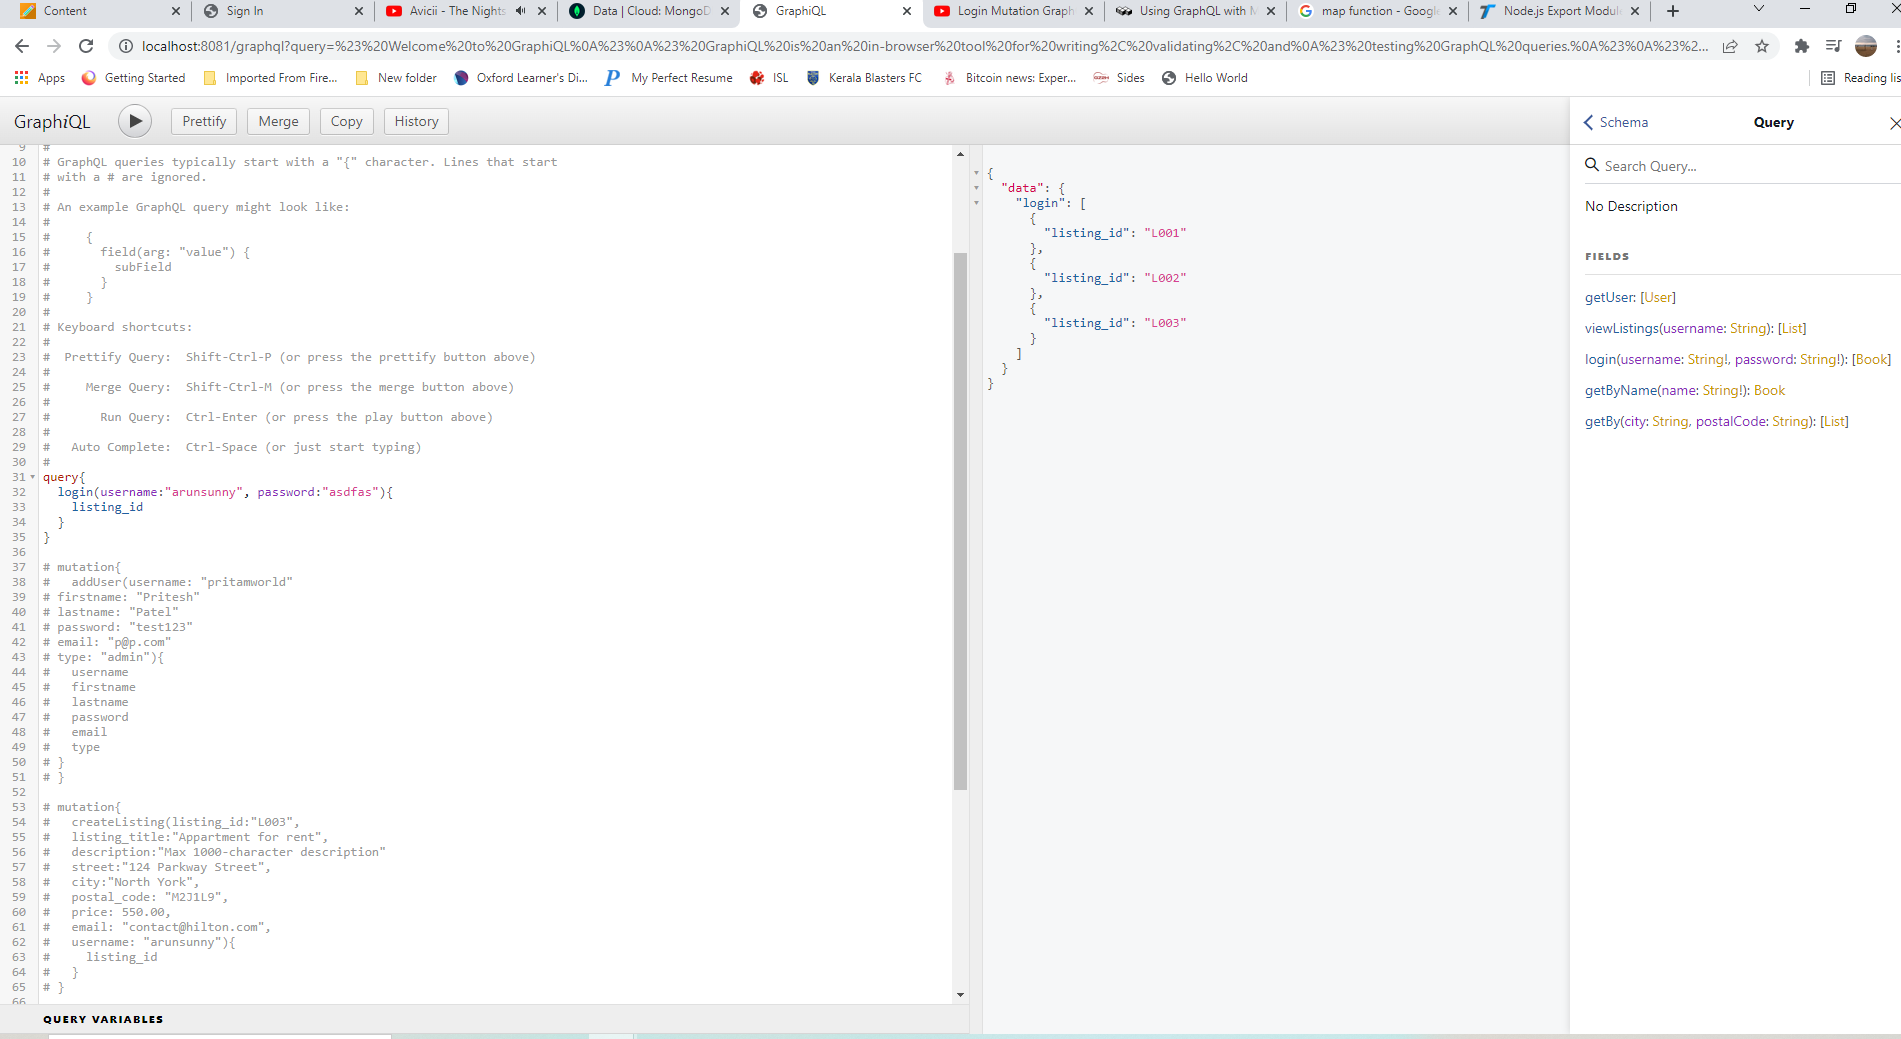 Content
Sign In
Avicii - The Nights
Data | Cloud: MongoD
GraphiQL
Login Mutation Graph
Using GraphQL with M
map function - Google
Node.js Export Modul
localhost:8081/graphql?query=%23%20Welcome%20to%20GraphiQL%0A%23%0A%23%20GraphiQL%20is%20an%20in-browser%20tool%20for%20writing%2C%20validating%2C%20and%0A%23%20testing%20GraphQL%20queries.%0A%23%0A%23%2...
Apps
Getting Started
Imported From Fire...
New folder
Oxford Learner's Di...
My Perfect Resume
ISL
Kerala Blasters FC
Bitcoin news: Exper...
Sides
Hello World
Reading lis
GraphiQL
Prettify
Merge
Copy
History
9 #
10 # GraphQL queries typically start with a "{" character. Lines that start
11 # with a # are ignored.
12 #
13 # An example GraphQL query might look like:
14 #
15 #     {
16 #       field(arg: "value") {
17 #         subField
18 #       }
19 #     }
20 #
21 # Keyboard shortcuts:
22 #
23 #  Prettify Query:  Shift-Ctrl-P (or press the prettify button above)
24 #
25 #     Merge Query:  Shift-Ctrl-M (or press the merge button above)
26 #
27 #       Run Query:  Ctrl-Enter (or press the play button above)
28 #
29 #   Auto Complete:  Ctrl-Space (or just start typing)
30 #
31 query{
32   login(username:"arunsunny", password:"asdfas"){
33     listing_id
34   }
35 }
36
37 # mutation{
38 #   addUser(username: "pritamworld"
39 # firstname: "Pritesh"
40 # lastname: "Patel"
41 # password: "test123"
42 # email: "p@p.com"
43 # type: "admin"){
44 #   username
45 #   firstname
46 #   lastname
47 #   password
48 #   email
49 #   type
50 # }
51 # }
52
53 # mutation{
54 #   createListing(listing_id:"L003",
55 #   listing_title:"Appartment for rent",
56 #   description:"Max 1000-character description"
57 #   street:"124 Parkway Street",
58 #   city:"North York",
59 #   postal_code: "M2J1L9",
60 #   price: 550.00,
61 #   email: "contact@hilton.com",
62 #   username: "arunsunny"){
63 #     listing_id
64 #   }
65 # }
66
QUERY VARIABLES
{
  "data": {
    "login": [
      {
        "listing_id": "L001"
      },
      {
        "listing_id": "L002"
      },
      {
        "listing_id": "L003"
      }
    ]
  }
}
Schema
Query
Search Query...
No Description
FIELDS
getUser: [User]
viewListings(username: String): [List]
login(username: String!, password: String!): [Book]
getByName(name: String!): Book
getBy(city: String, postalCode: String): [List]